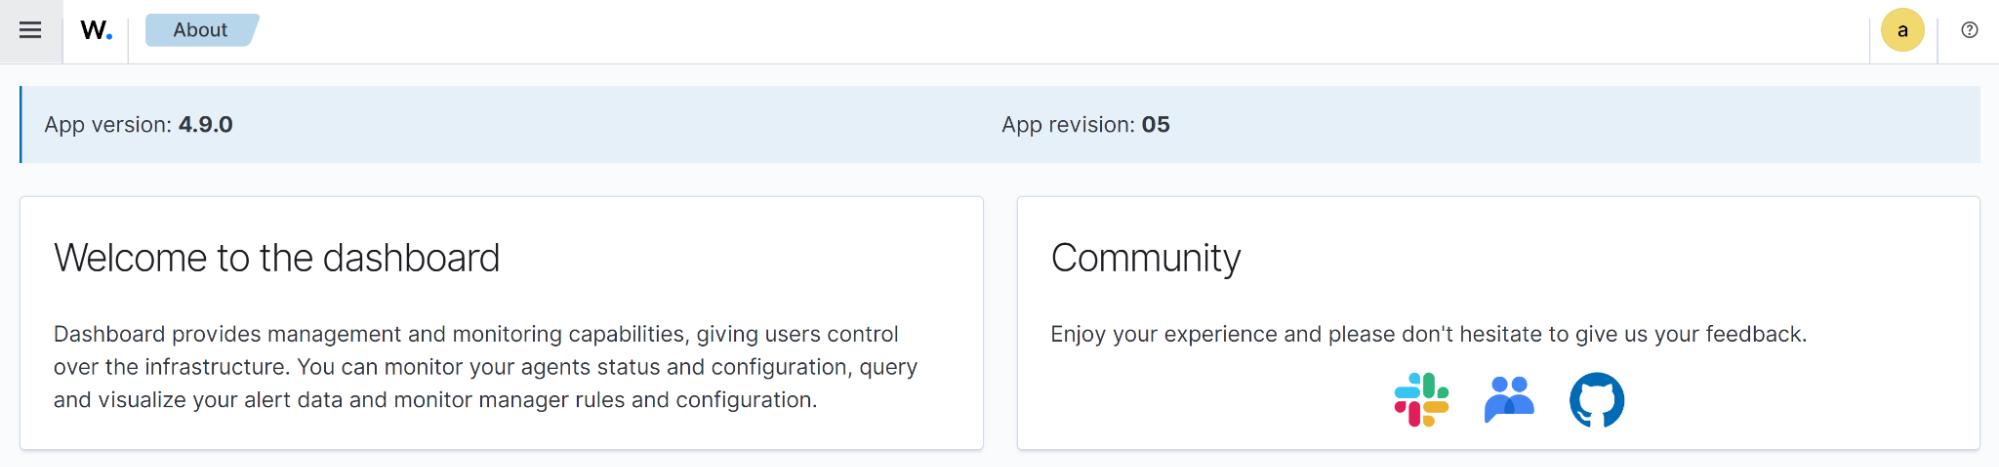 W.
About
a
?
App version: 4.9.0
App revision: 05
Welcome to the dashboard
Dashboard provides management and monitoring capabilities, giving users control
over the infrastructure. You can monitor your agents status and configuration, query
and visualize your alert data and monitor manager rules and configuration.
Community
Enjoy your experience and please don't hesitate to give us your feedback.